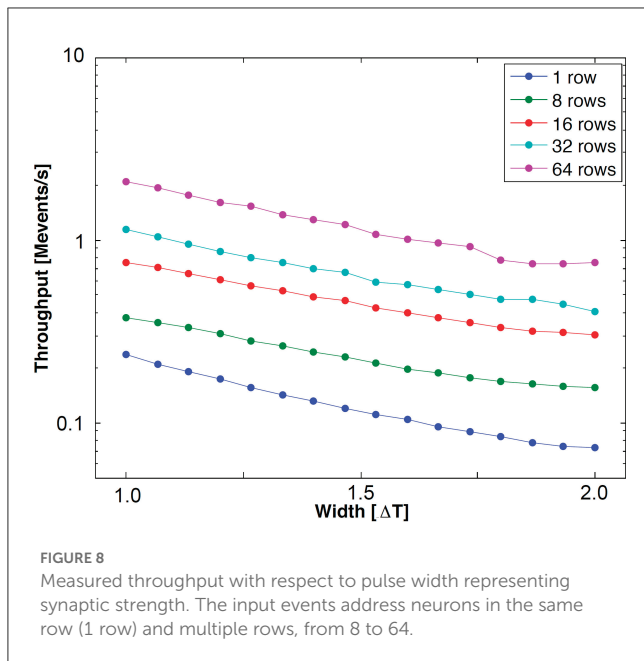 10
1
0.1
Throughput [Mevents/s]
1 row
8 rows
16 rows
32 rows
64 rows
1.0
1.5
2.0
Width [ΔT]
FIGURE 8
Measured throughput with respect to pulse width representing
synaptic strength. The input events address neurons in the same
row (1 row) and multiple rows, from 8 to 64.